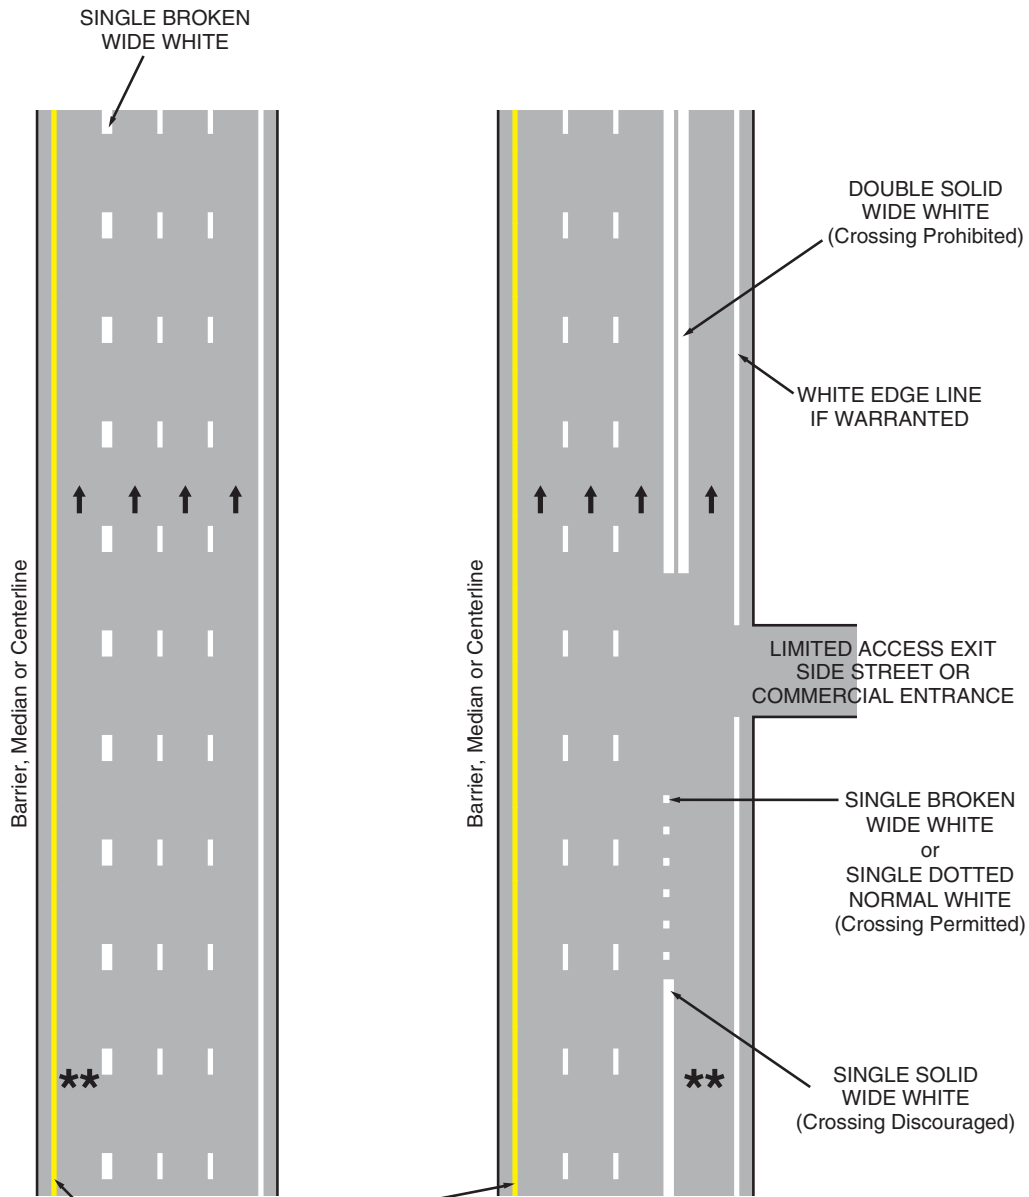 SINGLE BROKEN
WIDE WHITE
DOUBLE SOLID
WIDE WHITE
(Crossing Prohibited)
WHITE EDGE LINE
IF WARRANTED
Barrier, Median or Centerline
Barrier, Median or Centerline
LIMITED ACCESS EXIT
SIDE STREET OR
COMMERCIAL ENTRANCE
SINGLE BROKEN
WIDE WHITE
or
SINGLE DOTTED
NORMAL WHITE
(Crossing Permitted)
**
**
SINGLE SOLID
WIDE WHITE
(Crossing Discouraged)